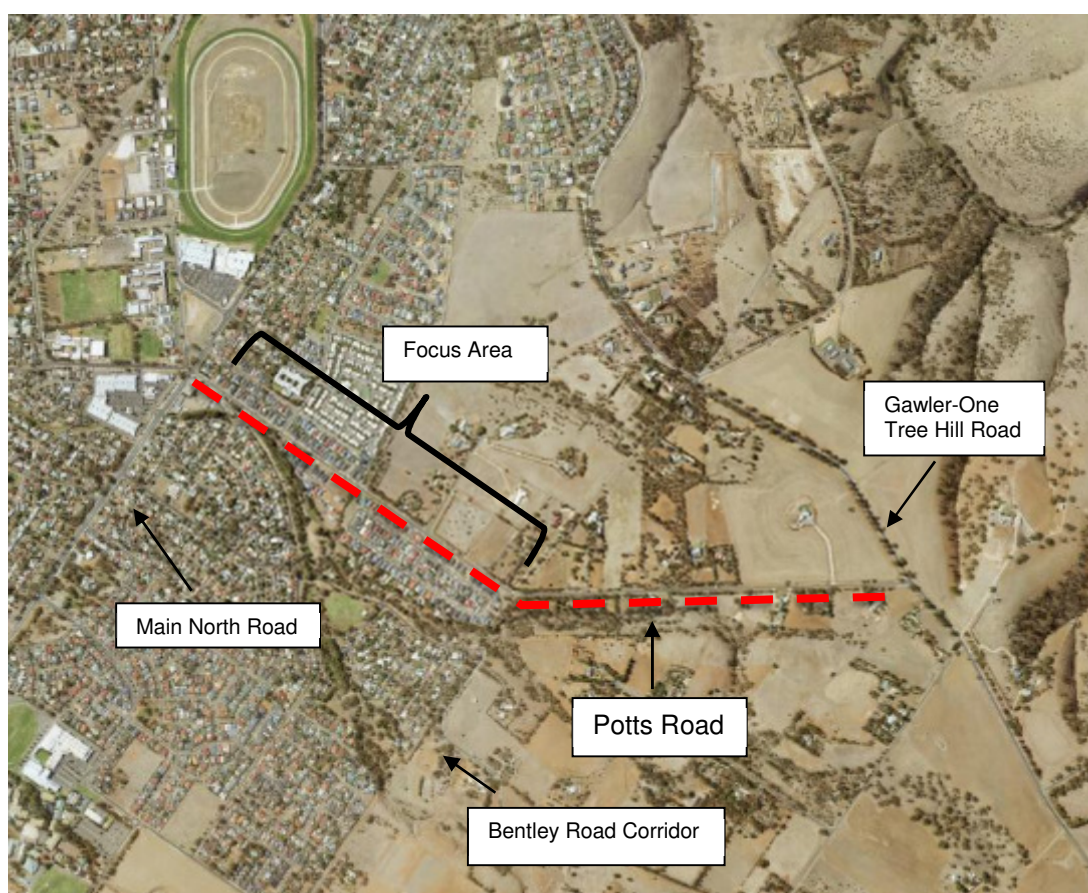 Focus Area
Gawler-One
Tree Hill Road
Main North Road
Potts Road
Bentley Road Corridor